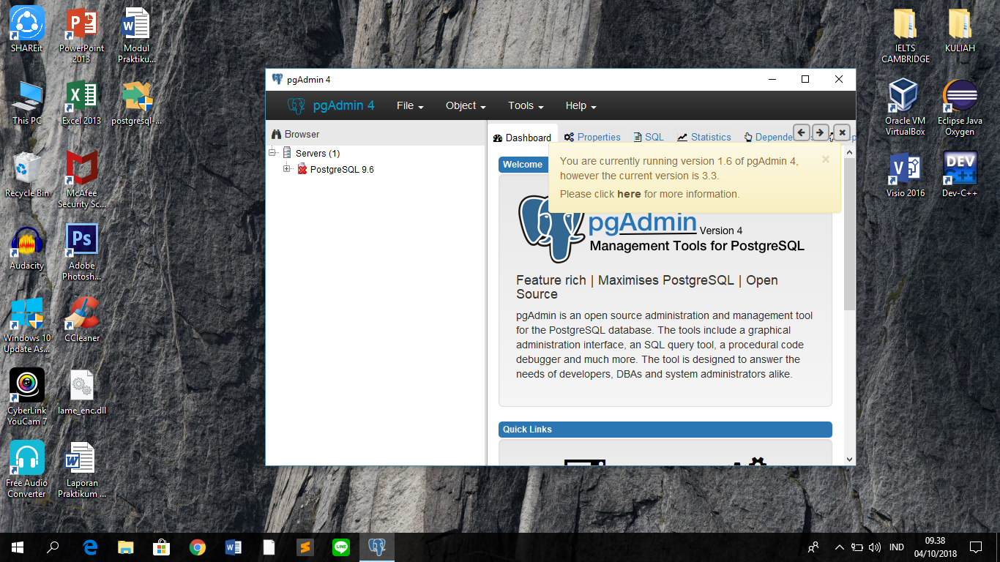 SHAREit
PowerPoint
2013
Modul
Praktiku...
This PC
Excel 2013
postgresql-...
Recycle Bin
McAfee
Security Sc...
Audacity
Ps
Adobe
Photosh...
Windows 10
Update As...
CCleaner
CyberLink
YouCam 7
lame_enc.dll
Free Audio
Converter
Laporan
Praktikum ...
pgAdmin 4
pgAdmin 4
File
Object
Tools
Help
Browser
Servers (1)
PostgreSQL 9.6
Dashboard
Properties
SQL
Statistics
Depende
Welcome
You are currently running version 1.6 of pgAdmin 4,
however the current version is 3.3.
Please click here for more information.
pgAdmin Version 4
Management Tools for PostgreSQL
Feature rich | Maximises PostgreSQL | Open
Source
pgAdmin is an open source administration and management tool
for the PostgreSQL database. The tools include a graphical
administration interface, an SQL query tool, a procedural code
debugger and much more. The tool is designed to answer the
needs of developers, DBAs and system administrators alike.
Quick Links
IELTS
CAMBRIDGE
KULIAH
Oracle VM
VirtualBox
Eclipse Java
Oxygen
Visio 2016
DEV
C++
Dev-C++
LINE
IND
09.38
04/10/2018